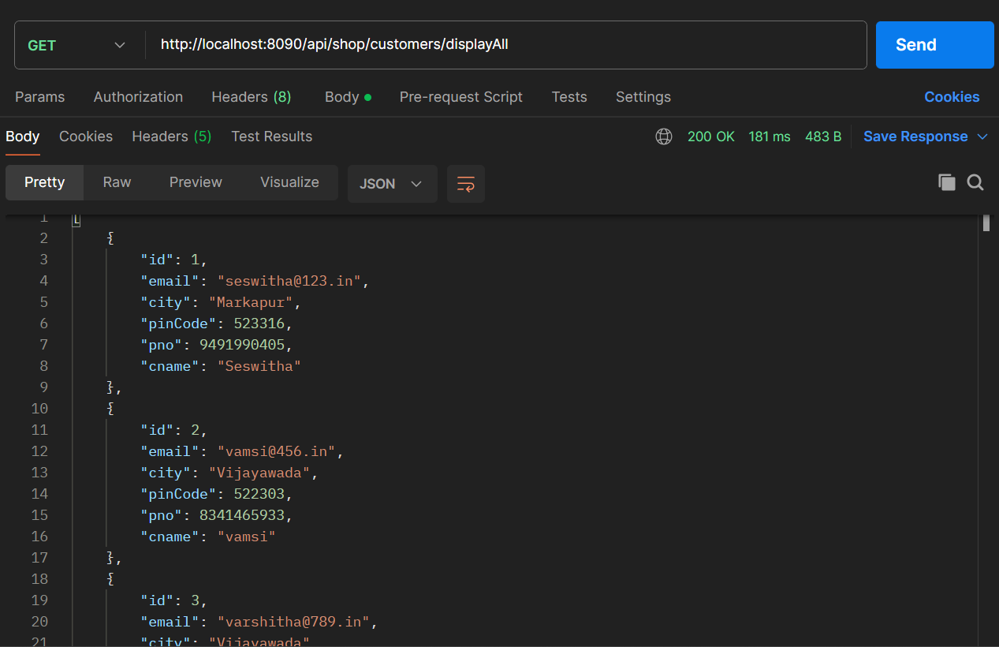 GET http://localhost:8090/api/shop/customers/displayAll Send
Params Authorization Headers (8) Body Pre-request Script Tests Settings Cookies
Body Cookies Headers (5) Test Results 200 OK 181 ms 483 B Save Response
Pretty Raw Preview Visualize JSON
1 [
2 {
3 "id": 1,
4 "email": "seswitha@123.in",
5 "city": "Markapur",
6 "pinCode": 523316,
7 "pno": 9491990405,
8 "cname": "Seswitha"
9 },
10 {
11 "id": 2,
12 "email": "vamsi@456.in",
13 "city": "Vijayawada",
14 "pinCode": 522303,
15 "pno": 8341465933,
16 "cname": "vamsi"
17 },
18 {
19 "id": 3,
20 "email": "varshitha@789.in",
21 "city": "Vijayawada"